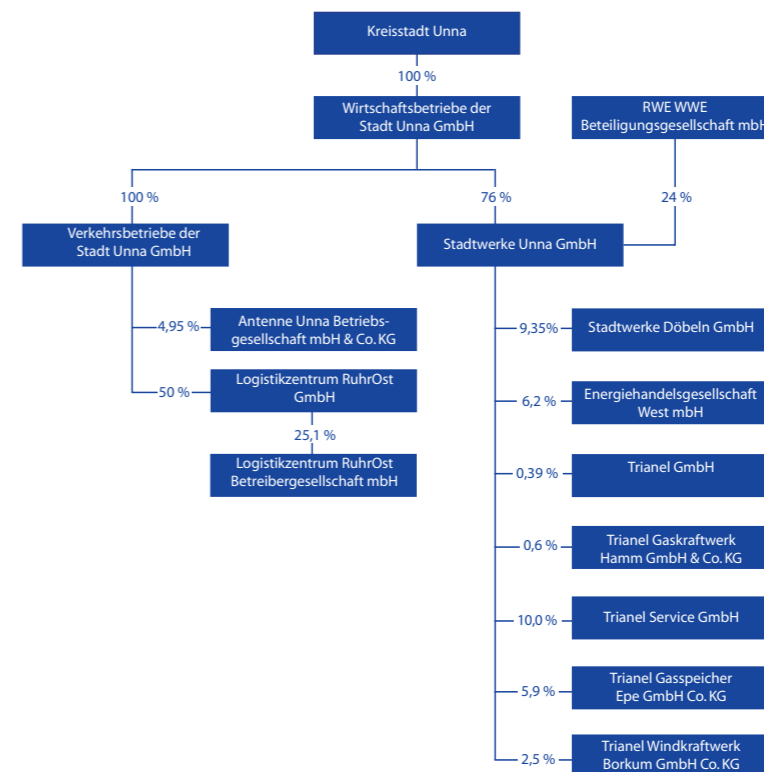 Kreisstadt Unna
100 %
Wirtschaftsbetriebe der
Stadt Unna GmbH
RWE WWE
Beteiligungsgesellschaft mbH
100 %
76 %
24 %
Verkehrsbetriebe der
Stadt Unna GmbH
Stadtwerke Unna GmbH
4,95 %
Antenne Unna Betriebs-
gesellschaft mbH & Co. KG
50 %
Logistikzentrum RuhrOst
GmbH
25,1 %
Logistikzentrum RuhrOst
Betreibergesellschaft mbH
9,35%
Stadtwerke Döbeln GmbH
6,2 %
Energiehandelsgesellschaft
West mbH
0,39 %
Trianel GmbH
0,6 %
Trianel Gaskraftwerk
Hamm GmbH & Co. KG
10,0 %
Trianel Service GmbH
5,9 %
Trianel Gasspeicher
Epe GmbH Co. KG
2,5 %
Trianel Windkraftwerk
Borkum GmbH Co. KG